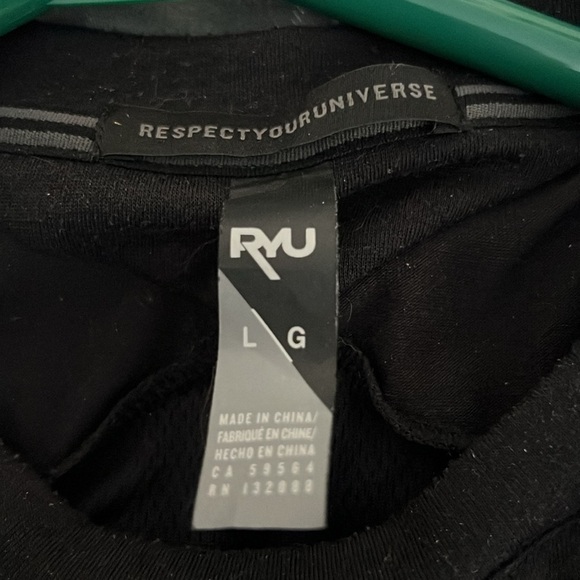 RESPECTYOURUNIVERSE
RYU
L G
MADE IN CHINA/
FABRIQUÉ EN CHINE/
HECHO EN CHINA
CA 59564
RN 132088